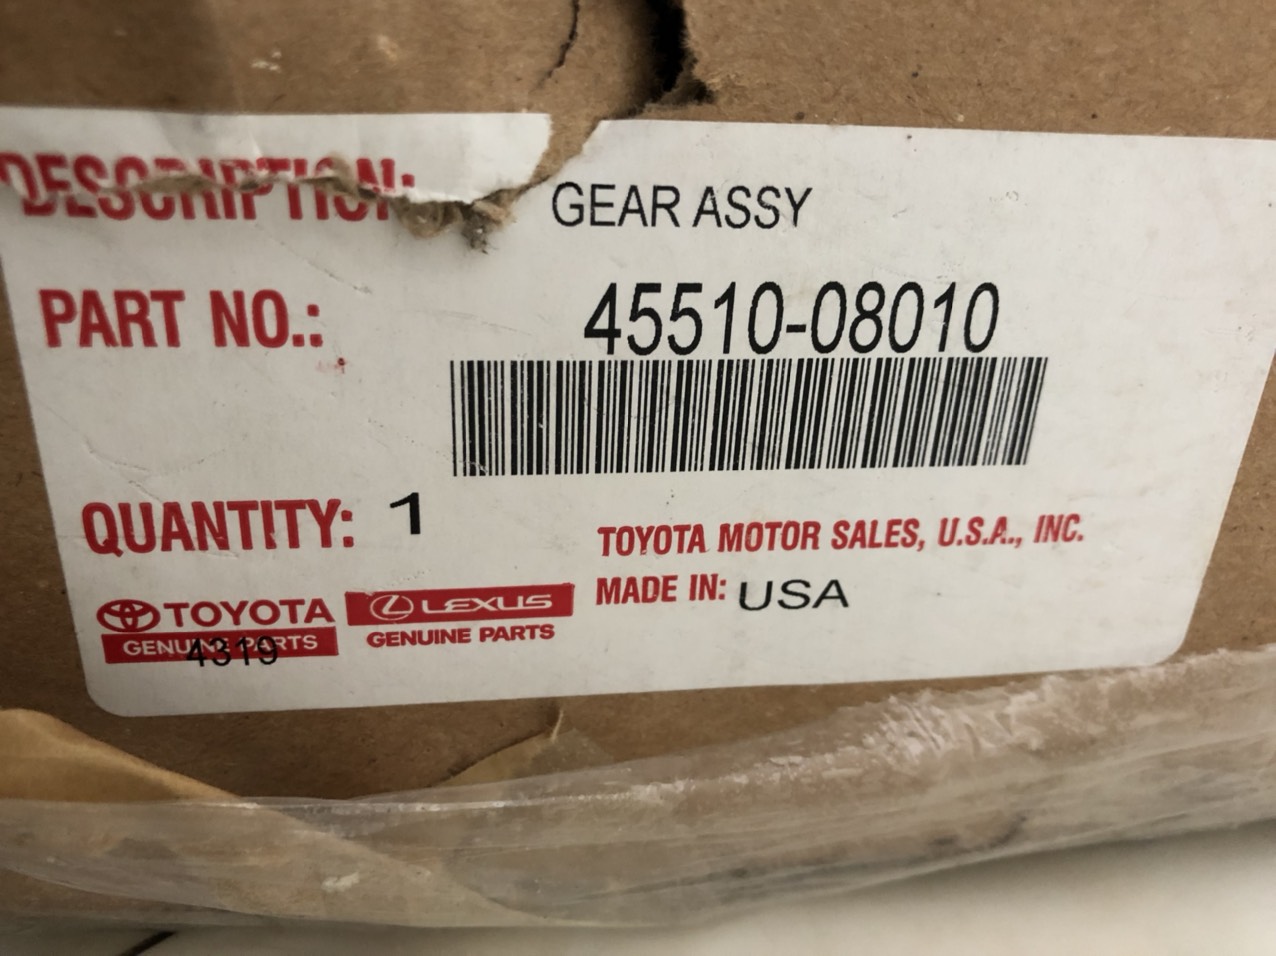 DESCRIPTION: GEAR ASSY
PART NO.: 45510-08010
QUANTITY: 1
TOYOTA MOTOR SALES, U.S.A., INC.
MADE IN: USA
TOYOTA
GENUINE PARTS
4319
LEXUS
GENUINE PARTS